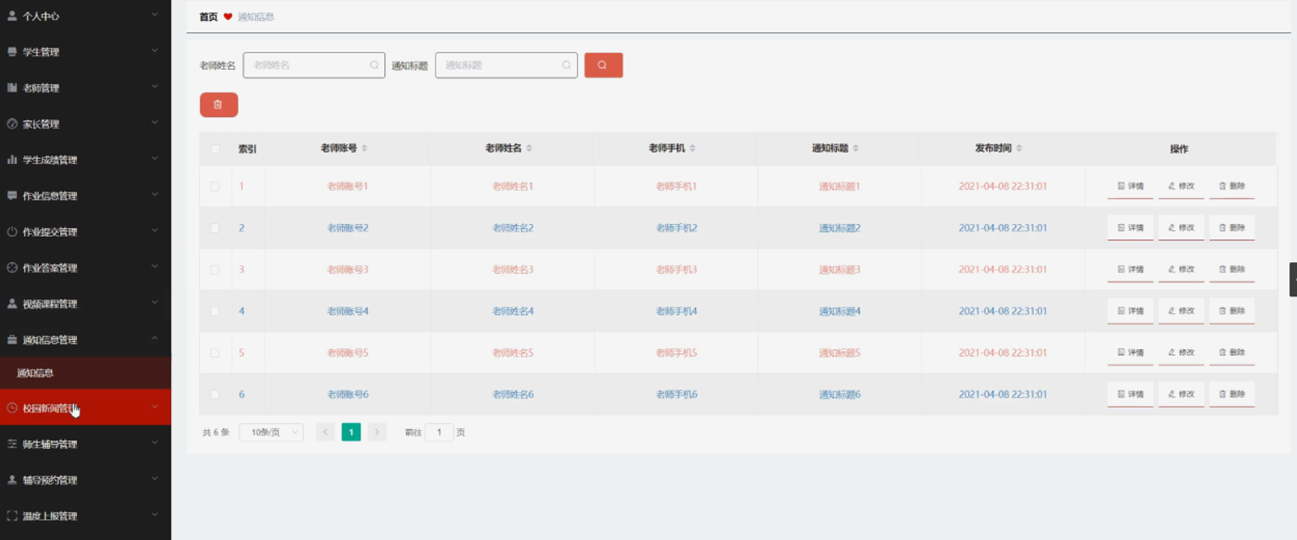 个人中心
学生管理
老师管理
家长管理
学生成绩管理
作业信息管理
作业提交管理
作业答案管理
视频课程管理
通知信息管理
通知信息
校园新闻管理
师生辅导管理
辅导预约管理
温度上报管理
首页 通知信息
老师姓名 老师姓名 通知标题 通知标题
索引 老师账号 老师姓名 老师手机 通知标题 发布时间 操作
1 老师账号1 老师姓名1 老师手机1 通知标题1 2021-04-08 22:31:01 详情 修改 删除
2 老师账号2 老师姓名2 老师手机2 通知标题2 2021-04-08 22:31:01 详情 修改 删除
3 老师账号3 老师姓名3 老师手机3 通知标题3 2021-04-08 22:31:01 详情 修改 删除
4 老师账号4 老师姓名4 老师手机4 通知标题4 2021-04-08 22:31:01 详情 修改 删除
5 老师账号5 老师姓名5 老师手机5 通知标题5 2021-04-08 22:31:01 详情 修改 删除
6 老师账号6 老师姓名6 老师手机6 通知标题6 2021-04-08 22:31:01 详情 修改 删除
共 6 条 10条/页 1 前往 1 页